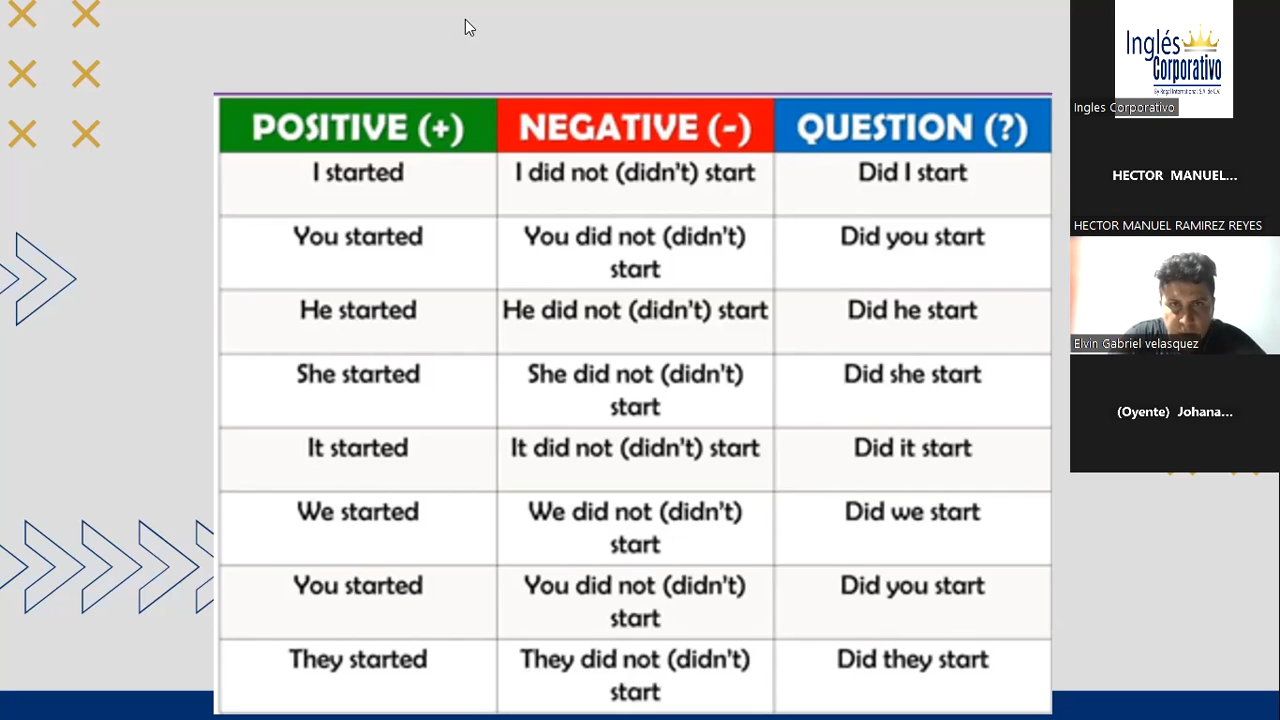 POSITIVE (+) NEGATIVE (-) QUESTION (?)
I started I did not (didn't) start Did I start
You started You did not (didn't) start Did you start
He started He did not (didn't) start Did he start
She started She did not (didn't) start Did she start
It started It did not (didn't) start Did it start
We started We did not (didn't) start Did we start
You started You did not (didn't) start Did you start
They started They did not (didn't) start Did they start
Inglés
Corporativo
Ingles Corporativo
HECTOR MANUEL...
HECTOR MANUEL RAMIREZ REYES
Elvin Gabriel velasquez
(Oyente) Johana...